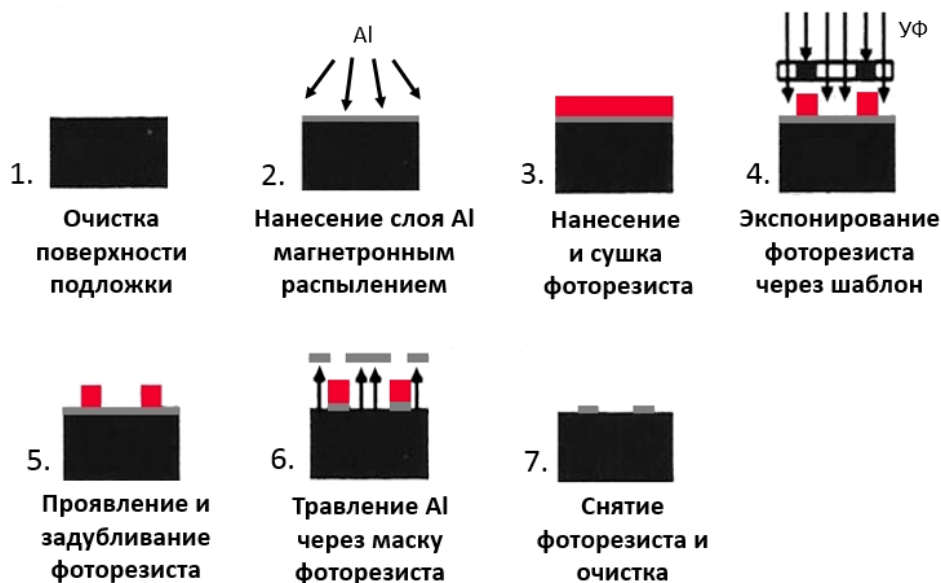 Al
УФ
1.
2.
3.
4.
Очистка
поверхности
подложки
Нанесение слоя Al
магнетронным
распылением
Нанесение
и сушка
фоторезиста
Экспонирование
фоторезиста
через шаблон
5.
6.
7.
Проявление и
задубливание
фоторезиста
Травление Al
через маску
фоторезиста
Снятие
фоторезиста и
очистка